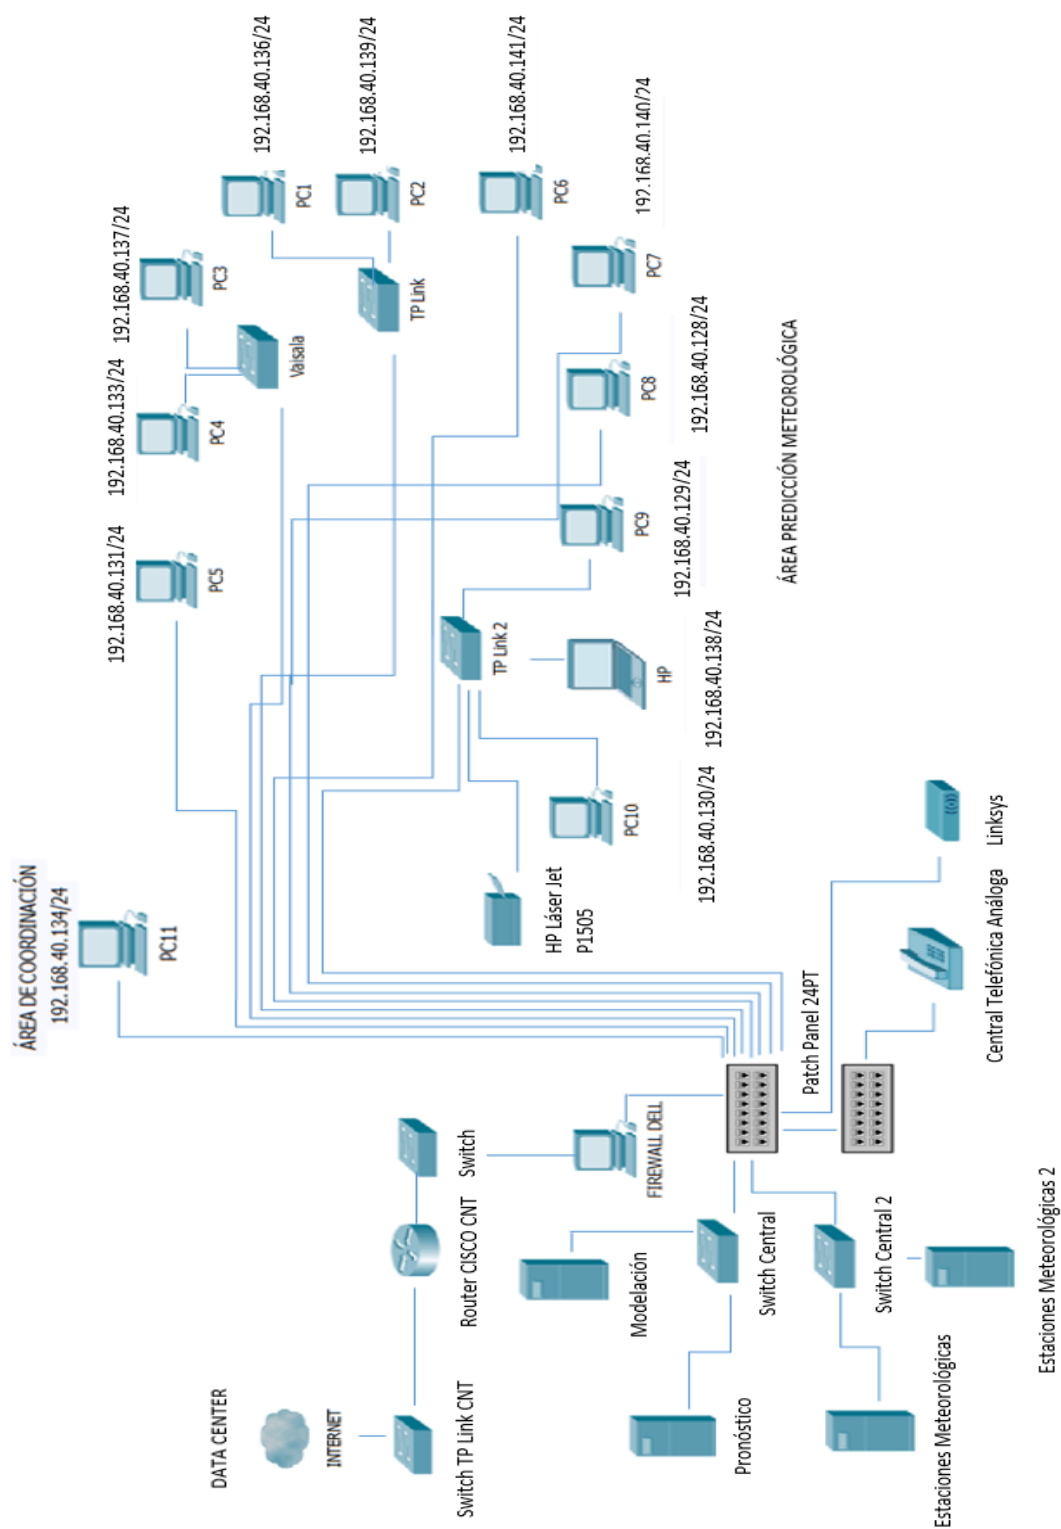 ÁREA DE COORDINACIÓN
192.168.40.134/24
PC11
192.168.40.131/24
PC5
192.168.40.133/24
PC4
192.168.40.137/24
PC3
Vaisala
192.168.40.136/24
PC1
192.168.40.139/24
PC2
TP Link
192.168.40.141/24
PC6
192.168.40.140/24
PC7
192.168.40.128/24
PC8
192.168.40.129/24
PC9
TP Link 2
192.168.40.138/24
HP
192.168.40.130/24
PC10
HP Láser Jet
P1505
ÁREA PREDICCIÓN METEOROLÓGICA
DATA CENTER
INTERNET
Switch TP Link CNT
Router CISCO CNT
Switch
FIREWALL DELL
Patch Panel 24PT
Modelación
Switch Central
Pronóstico
Switch Central 2
Estaciones Meteorológicas
Estaciones Meteorológicas 2
Central Telefónica Análoga
Linksys